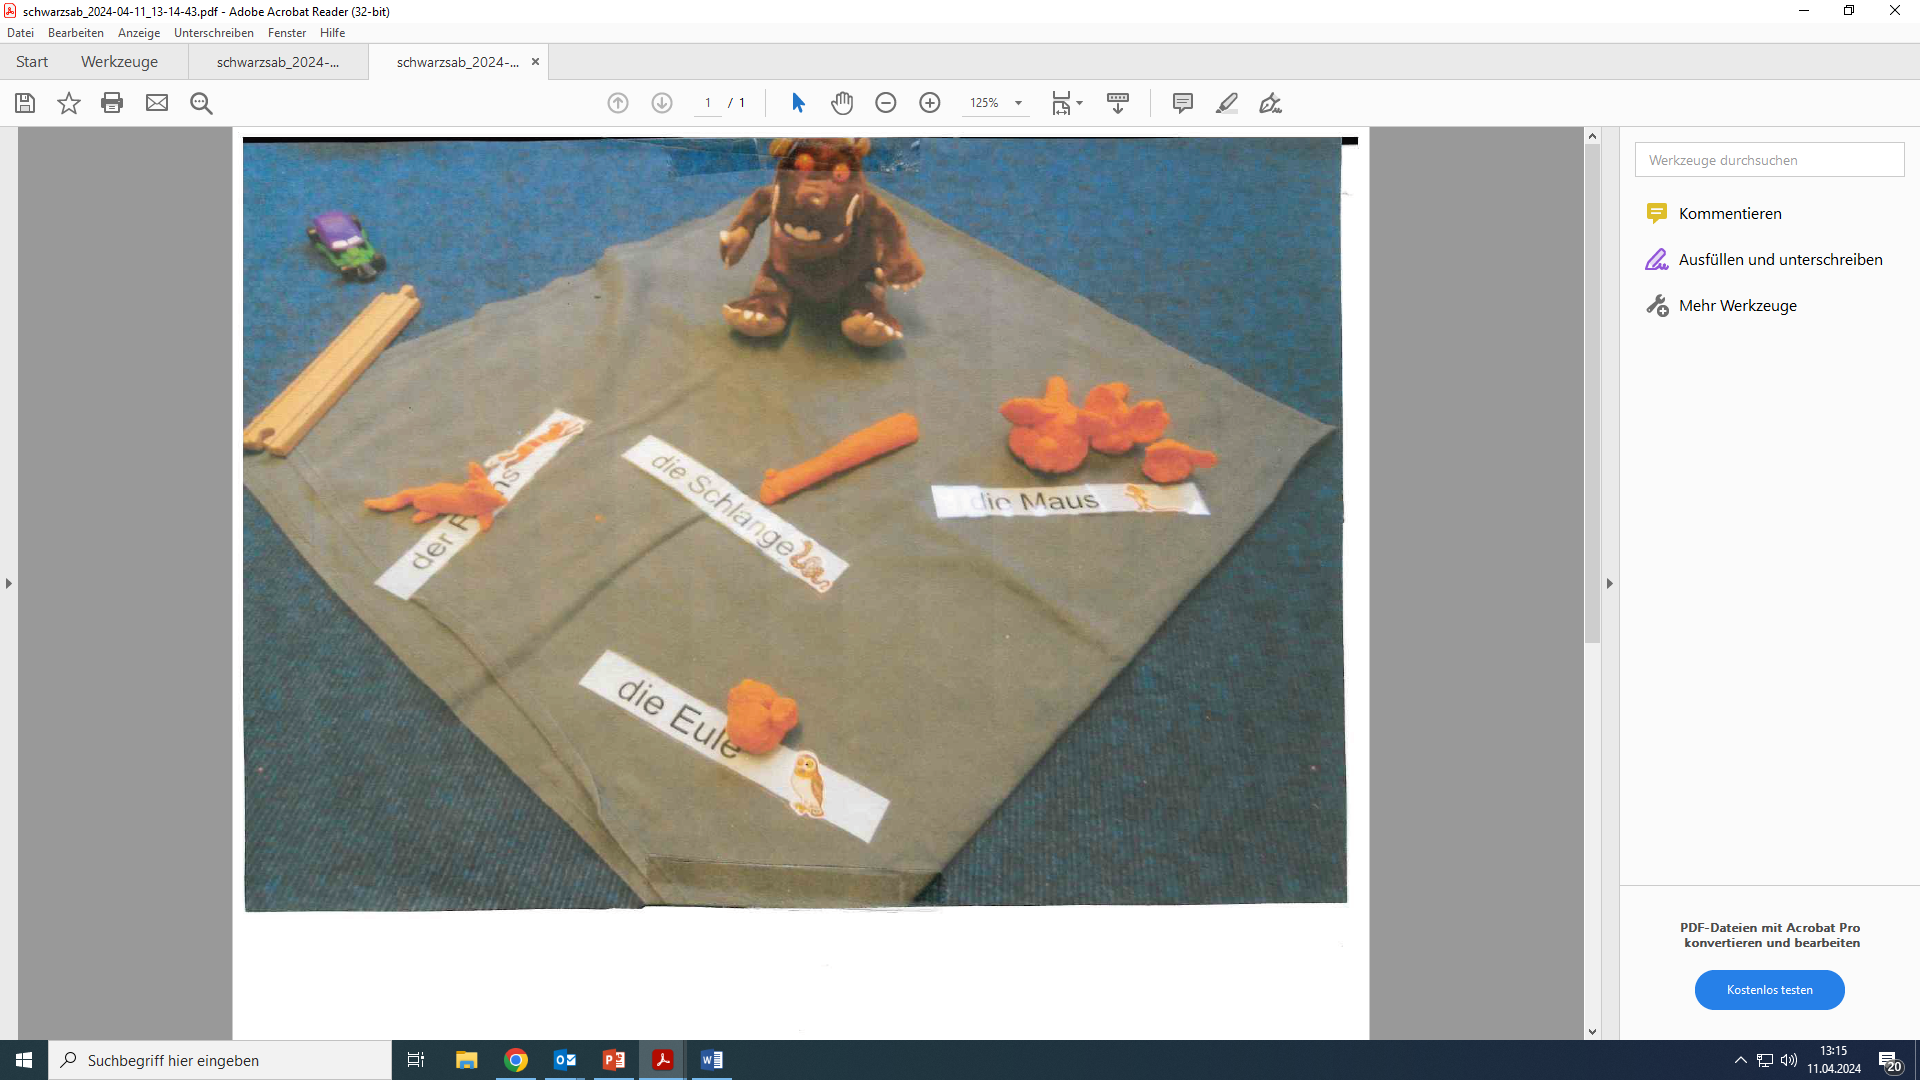 schwarzsab_2024-04-11_13-14-43.pdf - Adobe Acrobat Reader (32-bit)
Datei Bearbeiten Anzeige Unterschreiben Fenster Hilfe
Start Werkzeuge schwarzsab_2024-... schwarzsab_2024-...
1 / 1 125%
Werkzeuge durchsuchen
Kommentieren
Ausfüllen und unterschreiben
Mehr Werkzeuge
der
die Schlange
die Maus
die Eule
PDF-Dateien mit Acrobat Pro
konvertieren und bearbeiten
Kostenlos testen
Suchbegriff hier eingeben
13:15
11.04.2024
20